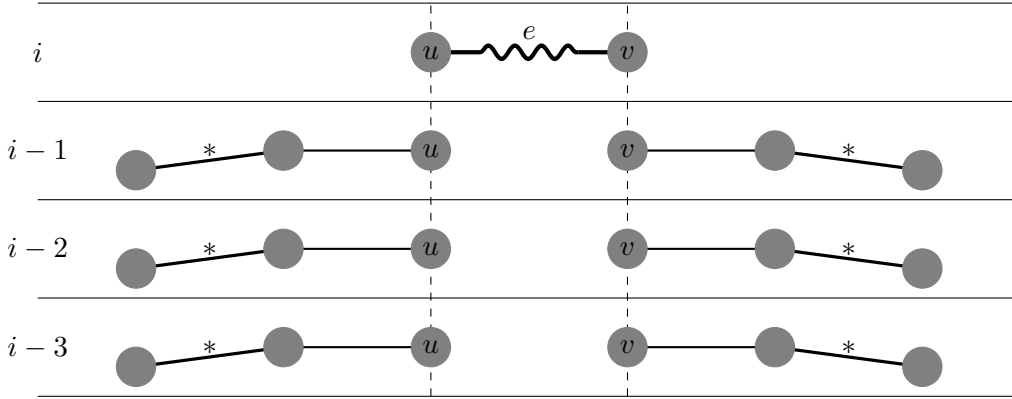 e
i u v
i − 1 * u v *
i − 2 * u v *
i − 3 * u v *